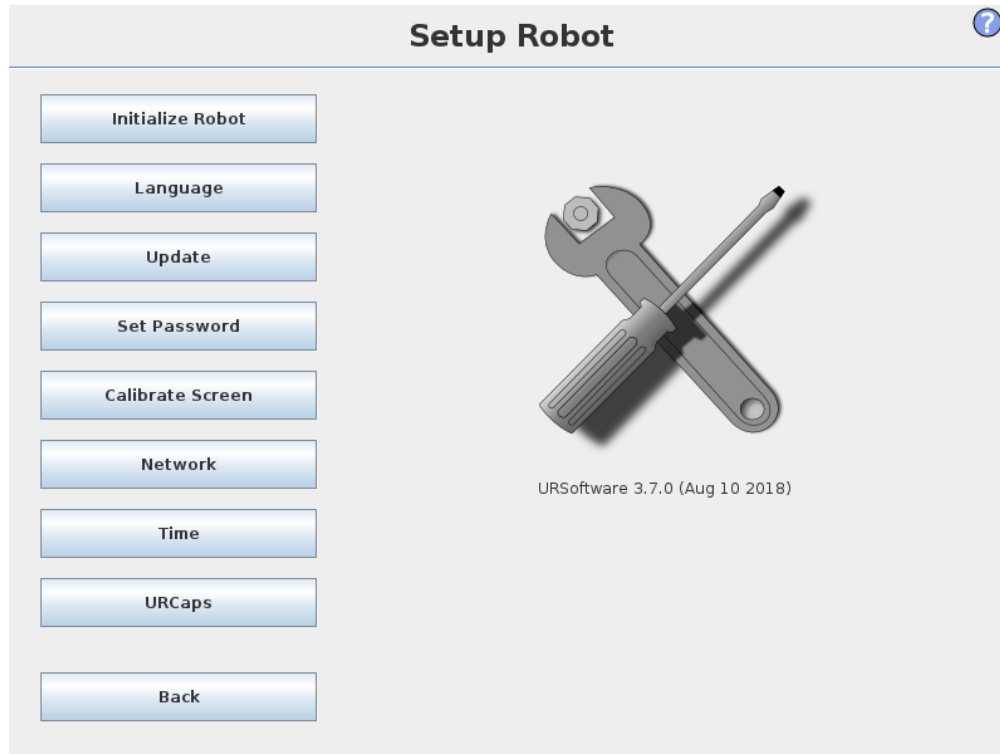 Setup Robot
?
Initialize Robot
Language
Update
Set Password
Calibrate Screen
Network
Time
URCaps
Back
URSoftware 3.7.0 (Aug 10 2018)